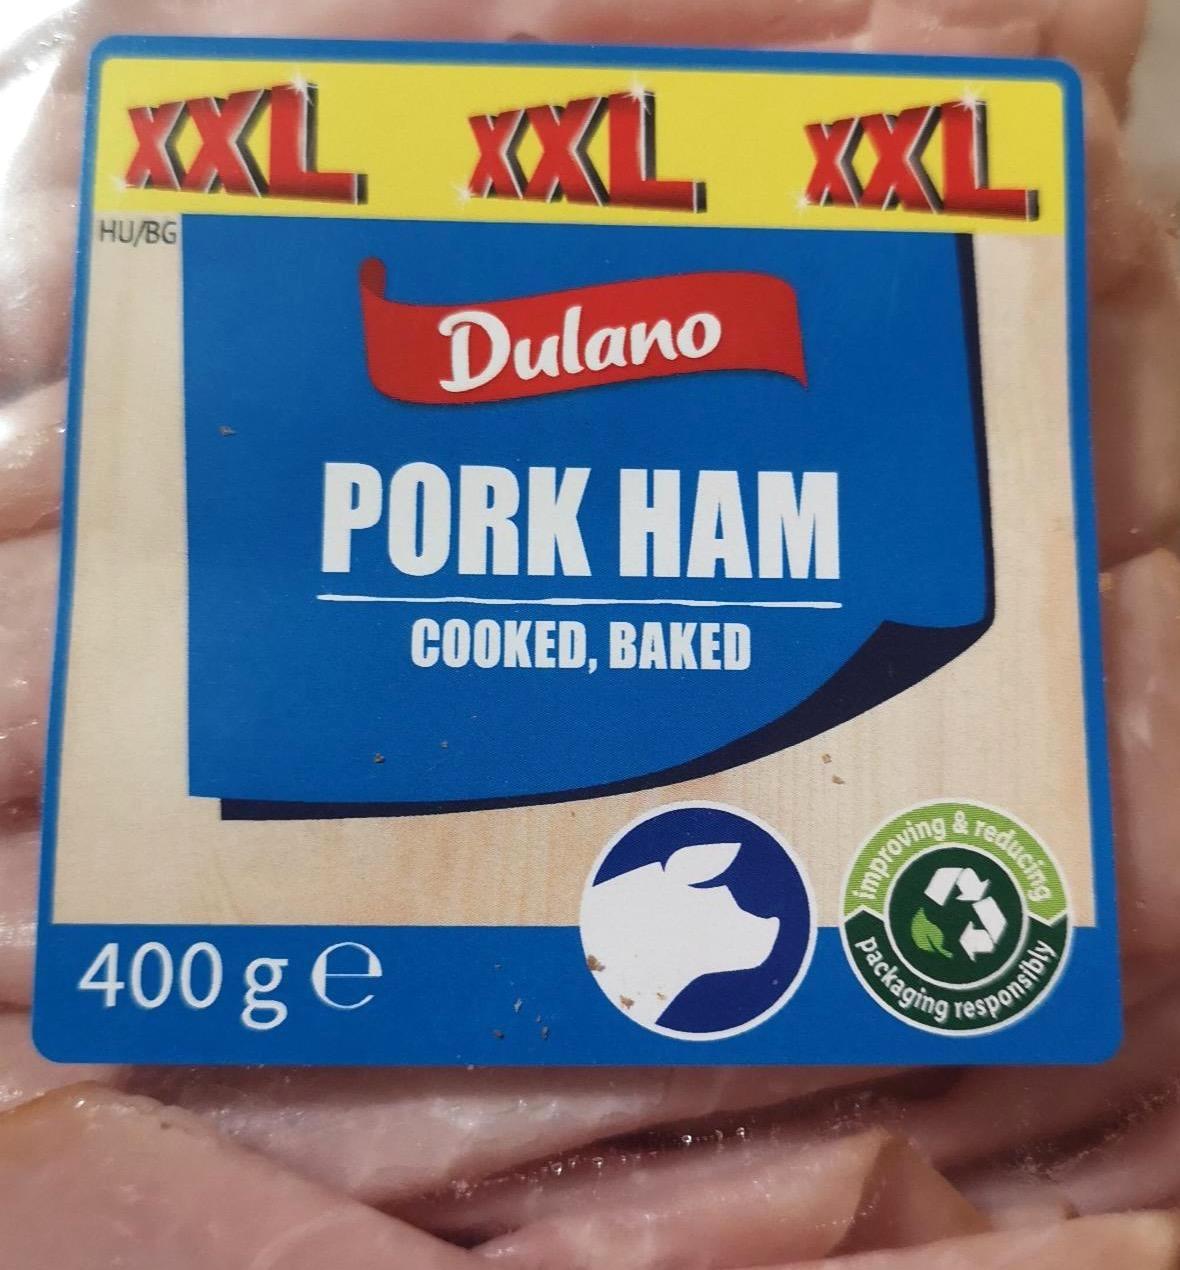 XXL XXL XXL
HU/BG
Dulano
PORK HAM
COOKED, BAKED
improving & reducing
packaging responsibly
400 g ℮